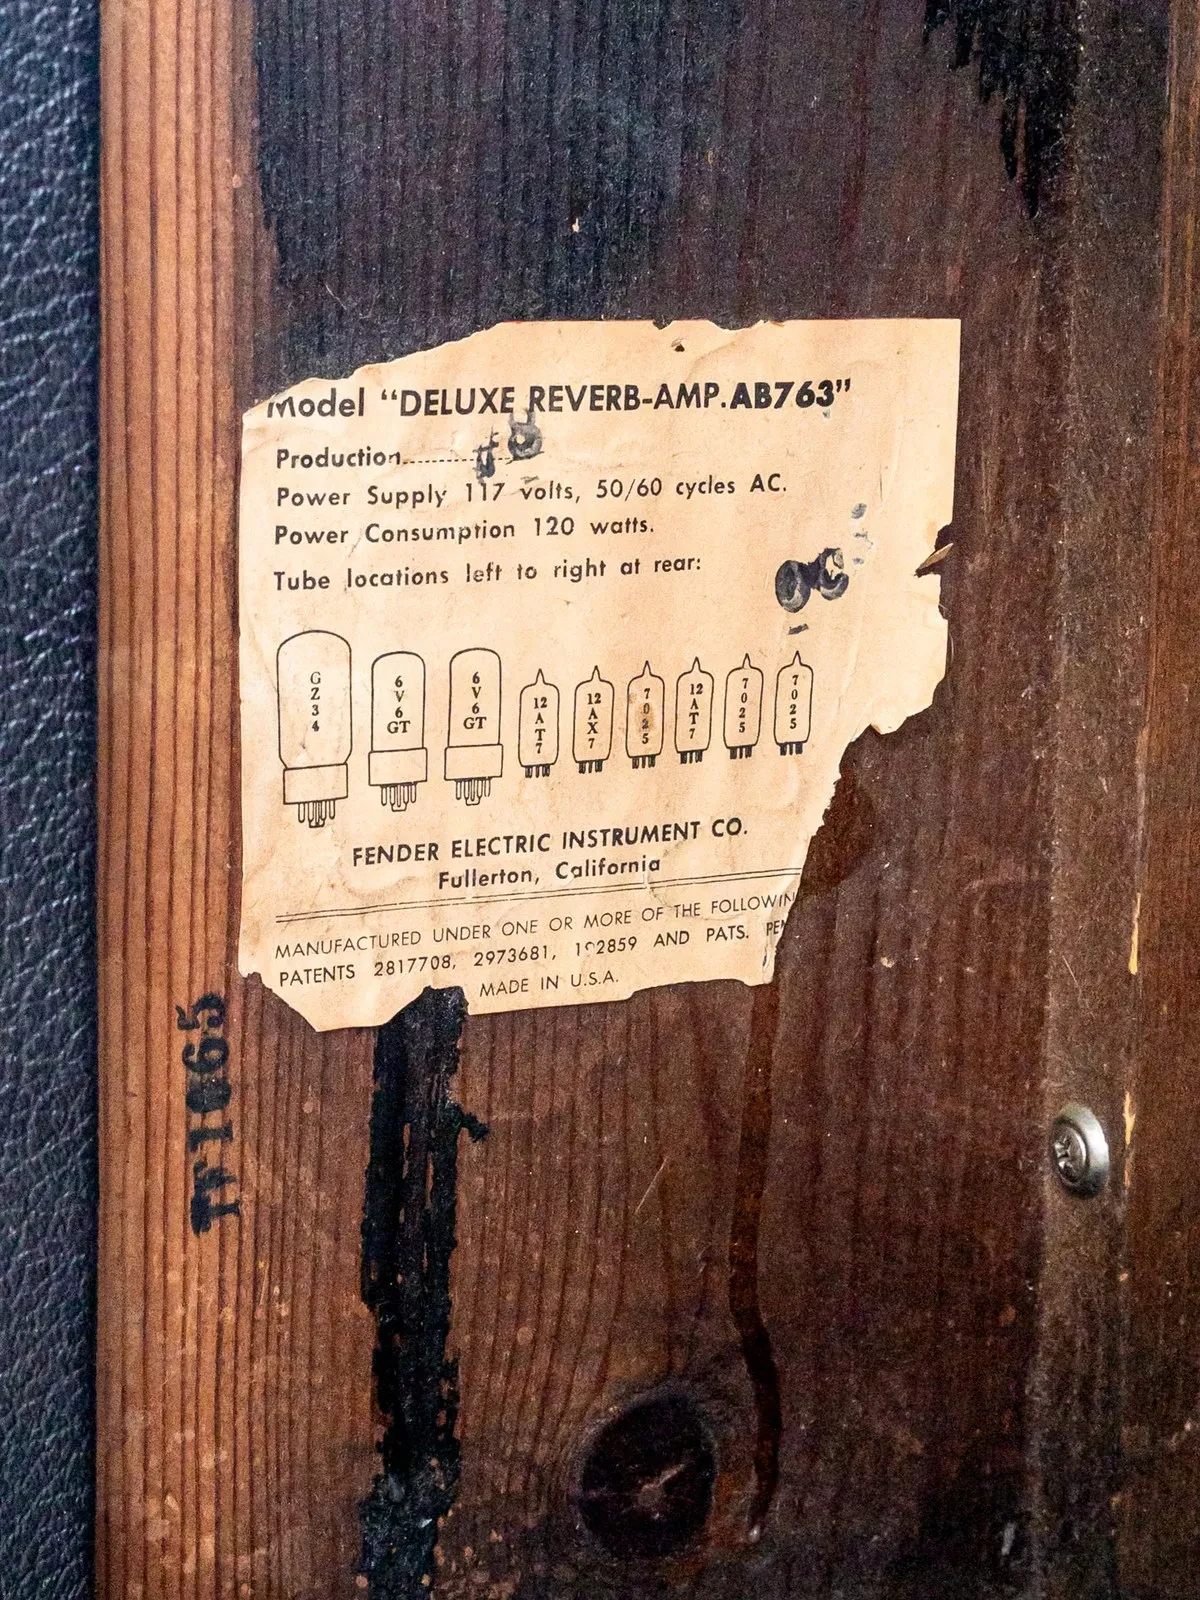 Model “DELUXE REVERB-AMP. AB763”
Production.......... #8
Power Supply 117 volts, 50/60 cycles AC.
Power Consumption 120 watts.
Tube locations left to right at rear:
GZ34 6V6GT 6V6GT 12AT7 12AX7 7025 12AT7 7025 7025
FENDER ELECTRIC INSTRUMENT CO.
Fullerton, California
MANUFACTURED UNDER ONE OR MORE OF THE FOLLOWIN
PATENTS 2817708, 2973681, AND PATS.
MADE IN U.S.A.